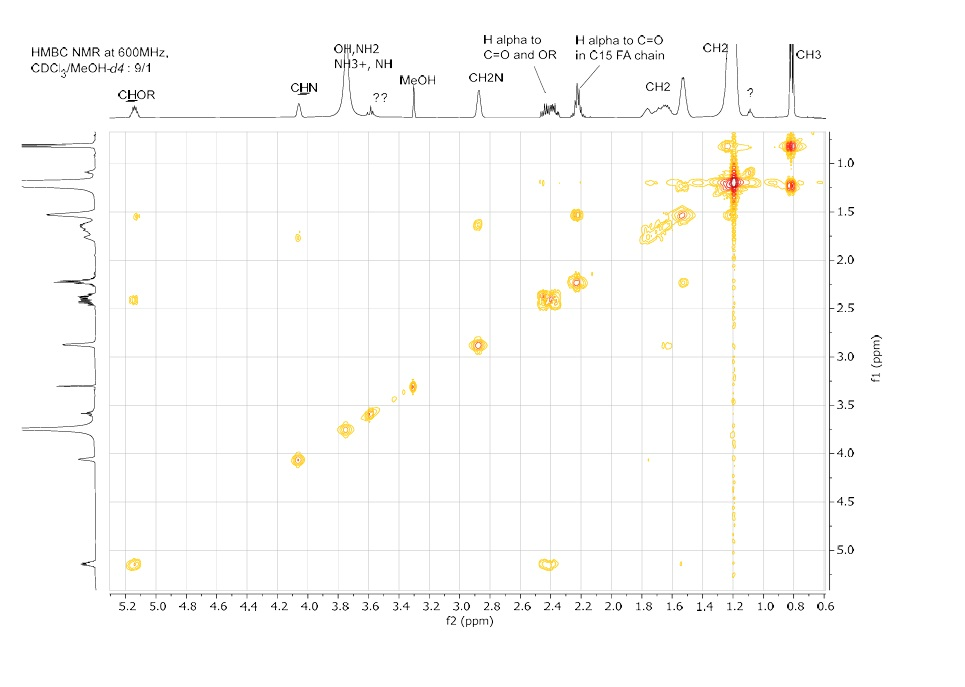 HMBC NMR at 600MHz,
CDCl3/MeOH-d4 : 9/1
CHOR
CHN
OH,NH2
NH3+, NH
??
MeOH
CH2N
H alpha to
C=O and OR
H alpha to C=O
in C15 FA chain
CH2
CH2
?
CH3
1.0
1.5
2.0
2.5
3.0
3.5
4.0
4.5
5.0
f1 (ppm)
5.2 5.0 4.8 4.6 4.4 4.2 4.0 3.8 3.6 3.4 3.2 3.0 2.8 2.6 2.4 2.2 2.0 1.8 1.6 1.4 1.2 1.0 0.8 0.6
f2 (ppm)